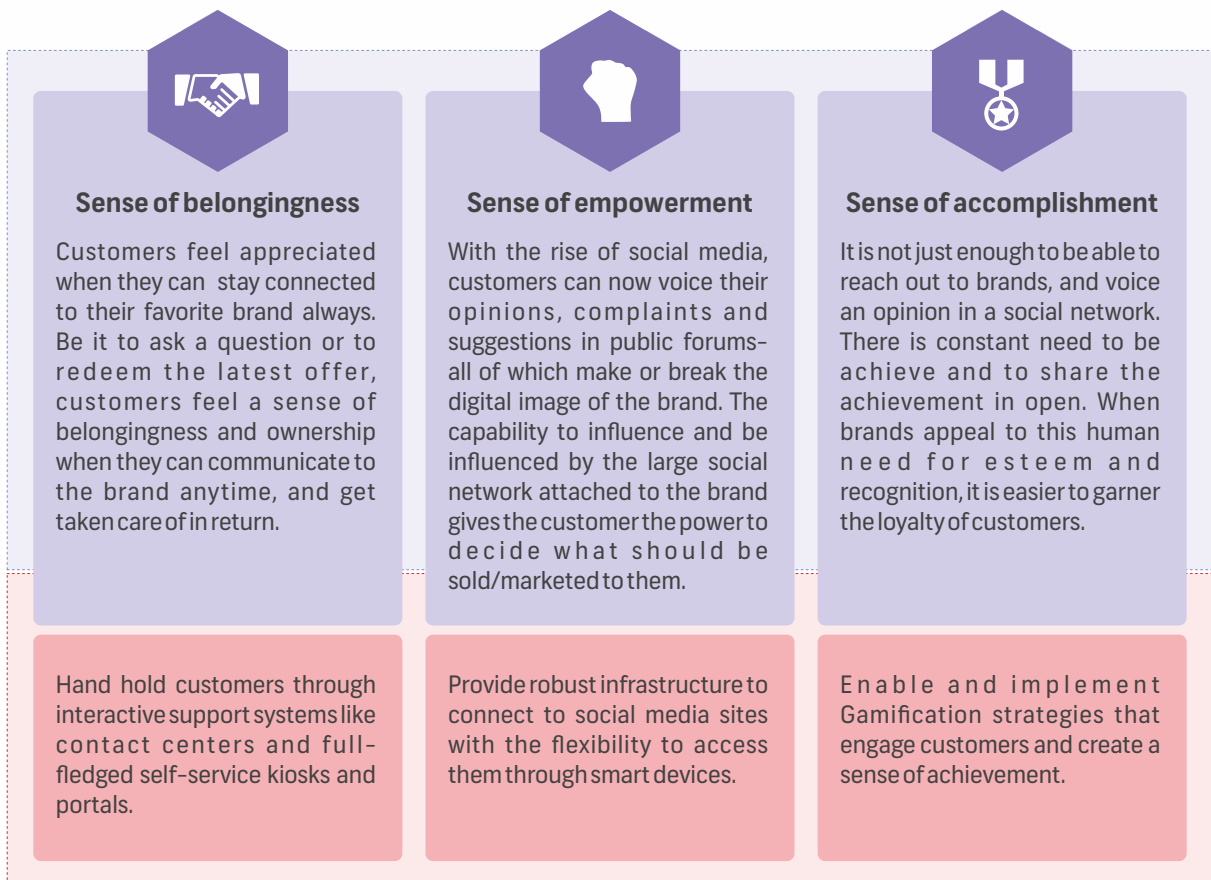 Sense of belongingness
Customers feel appreciated
when they can stay connected
to their favorite brand always.
Be it to ask a question or to
redeem the latest offer,
customers feel a sense of
belongingness and ownership
when they can communicate to
the brand anytime, and get
taken care of in return.
Sense of empowerment
With the rise of social media,
customers can now voice their
opinions, complaints and
suggestions in public forums-
all of which make or break the
digital image of the brand. The
capability to influence and be
influenced by the large social
network attached to the brand
gives the customer the power to
decide what should be
sold/marketed to them.
Sense of accomplishment
It is not just enough to be able to
reach out to brands, and voice
an opinion in a social network.
There is constant need to be
achieve and to share the
achievement in open. When
brands appeal to this human
need for esteem and
recognition, it is easier to garner
the loyalty of customers.
Hand hold customers through
interactive support systems like
contact centers and full-
fledged self-service kiosks and
portals.
Provide robust infrastructure to
connect to social media sites
with the flexibility to access
them through smart devices.
Enable and implement
Gamification strategies that
engage customers and create a
sense of achievement.